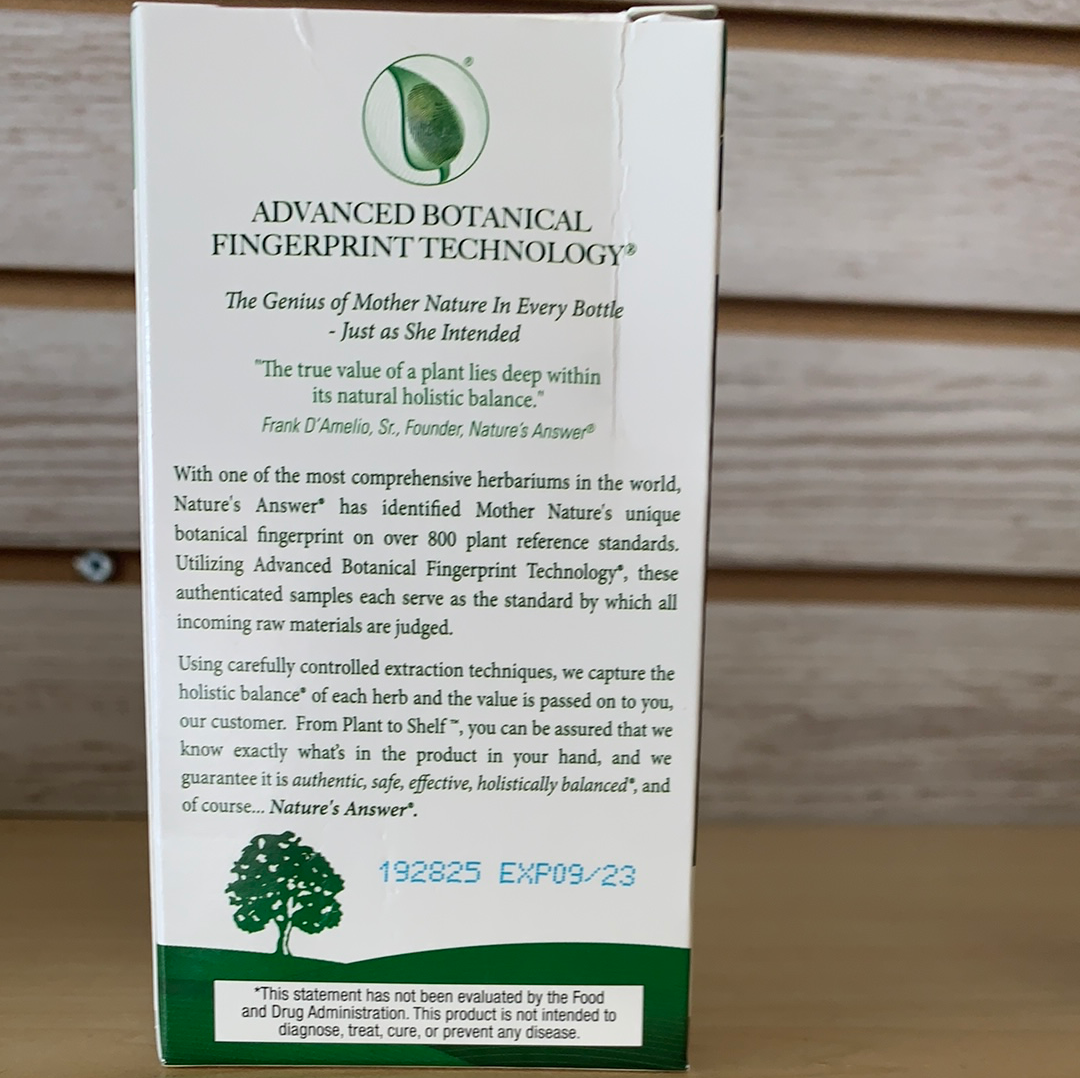 ®
ADVANCED BOTANICAL
FINGERPRINT TECHNOLOGY®
The Genius of Mother Nature In Every Bottle
- Just as She Intended
"The true value of a plant lies deep within
its natural holistic balance."
Frank D'Amelio, Sr., Founder, Nature's Answer®
With one of the most comprehensive herbariums in the world,
Nature's Answer® has identified Mother Nature's unique
botanical fingerprint on over 800 plant reference standards.
Utilizing Advanced Botanical Fingerprint Technology®, these
authenticated samples each serve as the standard by which all
incoming raw materials are judged.
Using carefully controlled extraction techniques, we capture the
holistic balance® of each herb and the value is passed on to you,
our customer. From Plant to Shelf™, you can be assured that we
know exactly what's in the product in your hand, and we
guarantee it is authentic, safe, effective, holistically balanced®, and
of course... Nature's Answer®.
192825 EXP09/23
*This statement has not been evaluated by the Food
and Drug Administration. This product is not intended to
diagnose, treat, cure, or prevent any disease.